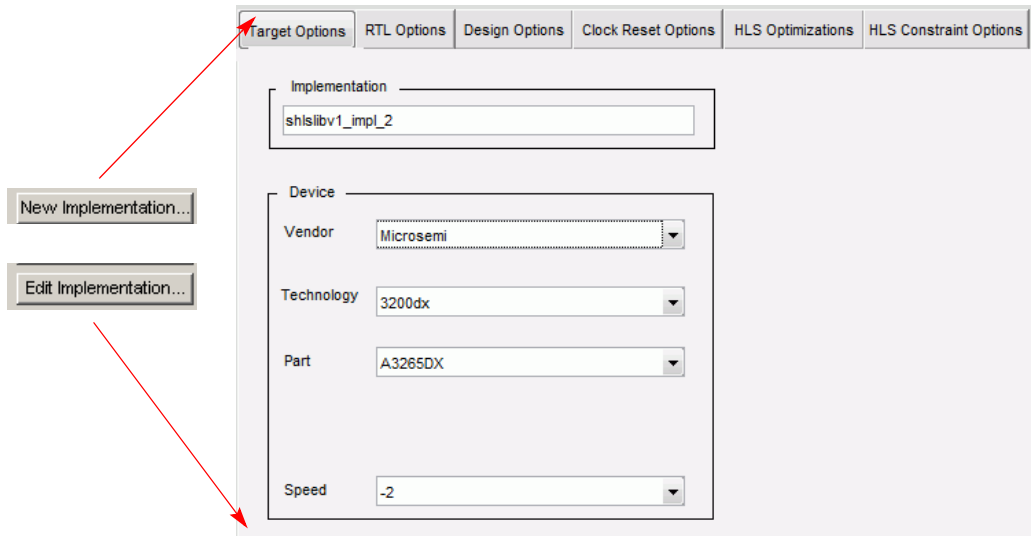 Target Options RTL Options Design Options Clock Reset Options HLS Optimizations HLS Constraint Options
Implementation
shlslibv1_impl_2
New Implementation...
Edit Implementation...
Device
Vendor Microsemi
Technology 3200dx
Part A3265DX
Speed -2